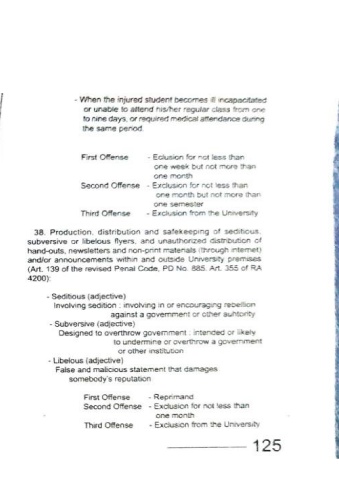 - When the injured student becomes ill incapacitated
or unable to attend his/her regular class from one
to nine days, or required medical attendance during
the same period.
First Offense - Eclusion for not less than
one week but not more than
one month
Second Offense - Exclusion for not less than
one month but not more than
one semester
Third Offense - Exclusion from the University
38. Production, distribution and safekeeping of seditious,
subversive or libelous flyers, and unauthorized distribution of
hand-outs, newsletters and non-print materials (through internet)
and/or announcements within and outside University premises
(Art. 139 of the revised Penal Code, PD No. 885, Art. 355 of RA
4200):
- Seditious (adjective)
Involving sedition : involving in or encouraging rebellion
against a government or other auhtority
- Subversive (adjective)
Designed to overthrow government : intended or likely
to undermine or overthrow a government
or other institution
- Libelous (adjective)
False and malicious statement that damages
somebody's reputation
First Offense - Reprimand
Second Offense - Exclusion for not less than
one month
Third Offense - Exclusion from the University
125